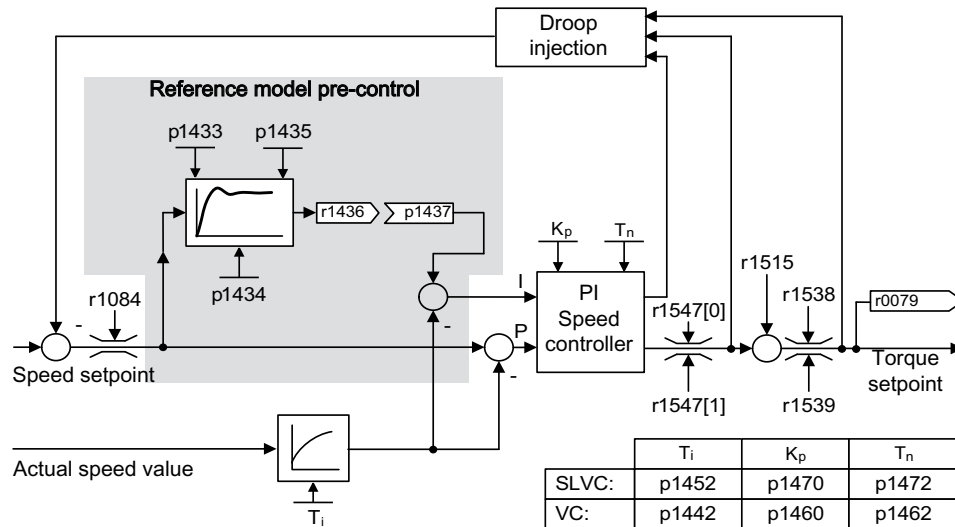 Droop
injection
Reference model pre-control
p1433
p1435
r1436
p1437
p1434
r1084
-
Speed setpoint
-
I
P
-
Kp
Tn
PI
Speed
controller
r1547[0]
r1547[1]
r1515
r1538
r1539
r0079
Torque
setpoint
Actual speed value
Ti
Ti Kp Tn
SLVC: p1452 p1470 p1472
VC: p1442 p1460 p1462